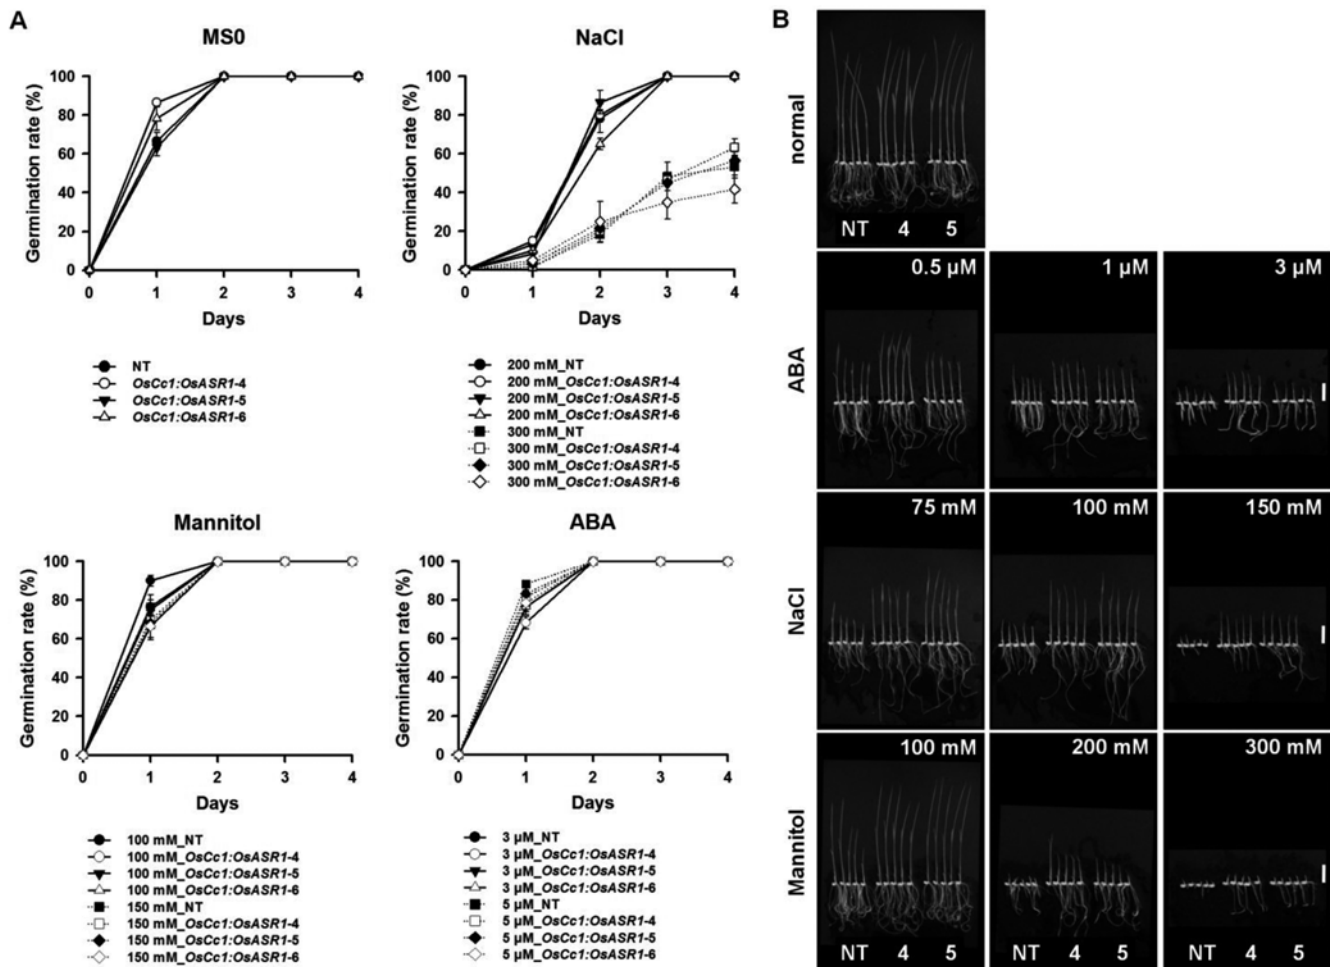 A
MS0
Germination rate (%)
100
80
60
40
20
0
0 1 2 3 4
Days
NT
OsCc1:OsASR1-4
OsCc1:OsASR1-5
OsCc1:OsASR1-6
NaCl
Germination rate (%)
100
80
60
40
20
0
0 1 2 3 4
Days
200 mM_NT
200 mM_OsCc1:OsASR1-4
200 mM_OsCc1:OsASR1-5
200 mM_OsCc1:OsASR1-6
300 mM_NT
300 mM_OsCc1:OsASR1-4
300 mM_OsCc1:OsASR1-5
300 mM_OsCc1:OsASR1-6
Mannitol
Germination rate (%)
100
80
60
40
20
0
0 1 2 3 4
Days
100 mM_NT
100 mM_OsCc1:OsASR1-4
100 mM_OsCc1:OsASR1-5
100 mM_OsCc1:OsASR1-6
150 mM_NT
150 mM_OsCc1:OsASR1-4
150 mM_OsCc1:OsASR1-5
150 mM_OsCc1:OsASR1-6
ABA
Germination rate (%)
100
80
60
40
20
0
0 1 2 3 4
Days
3 µM_NT
3 µM_OsCc1:OsASR1-4
3 µM_OsCc1:OsASR1-5
3 µM_OsCc1:OsASR1-6
5 µM_NT
5 µM_OsCc1:OsASR1-4
5 µM_OsCc1:OsASR1-5
5 µM_OsCc1:OsASR1-6
B
normal
NT 4 5
ABA
0.5 µM 1 µM 3 µM
NaCl
75 mM 100 mM 150 mM
Mannitol
100 mM 200 mM 300 mM
NT 4 5 NT 4 5 NT 4 5